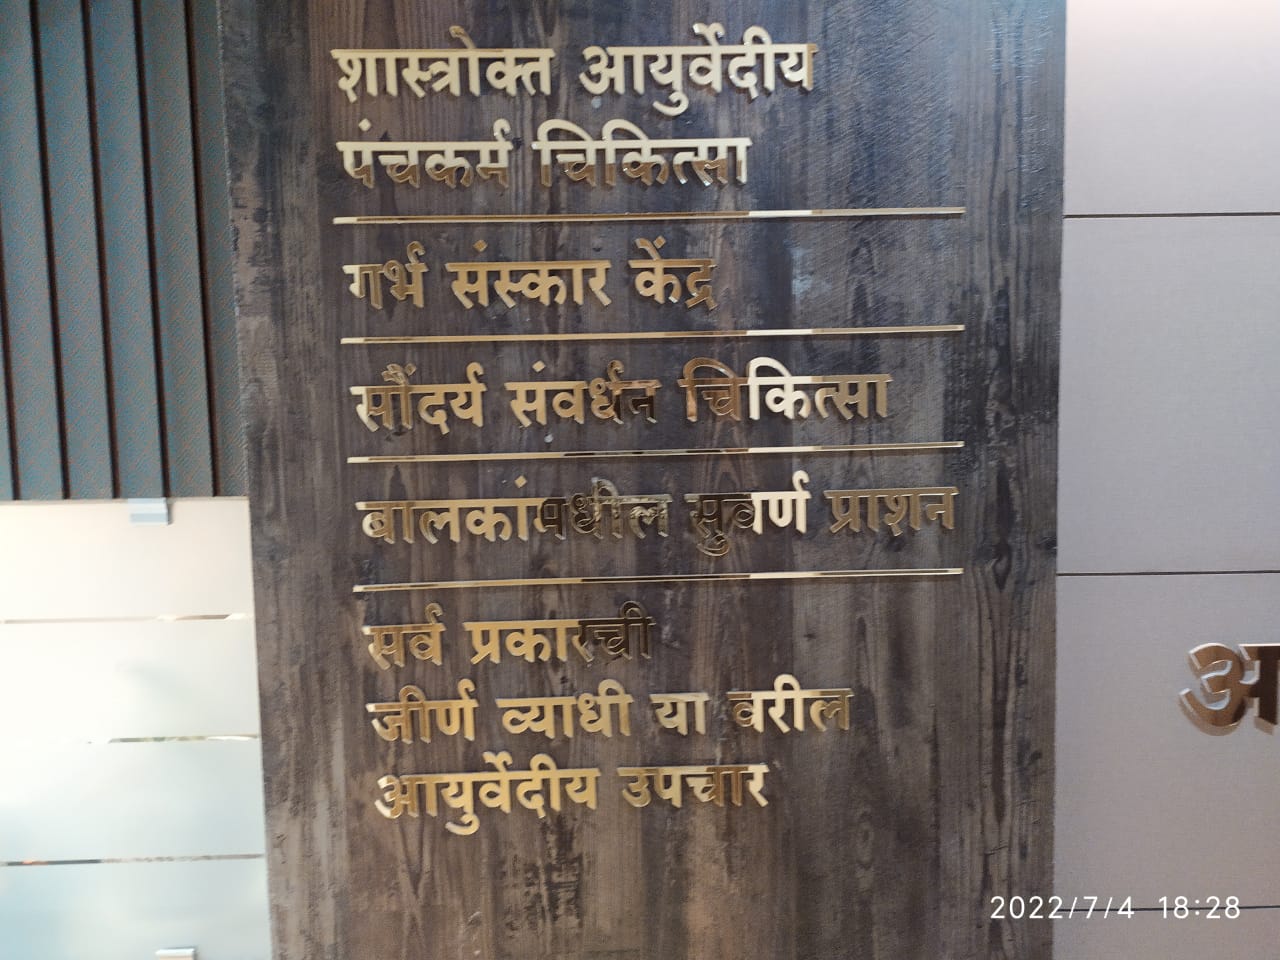 शास्त्रोक्त आयुर्वेदीय
पंचकर्म चिकित्सा
गर्भ संस्कार केंद्र
सौंदर्य संवर्धन चिकित्सा
बालकांमधील सुवर्ण प्राशन
सर्व प्रकारची
जीर्ण व्याधी या वरील
आयुर्वेदीय उपचार
अ
2022/7/4 18:28